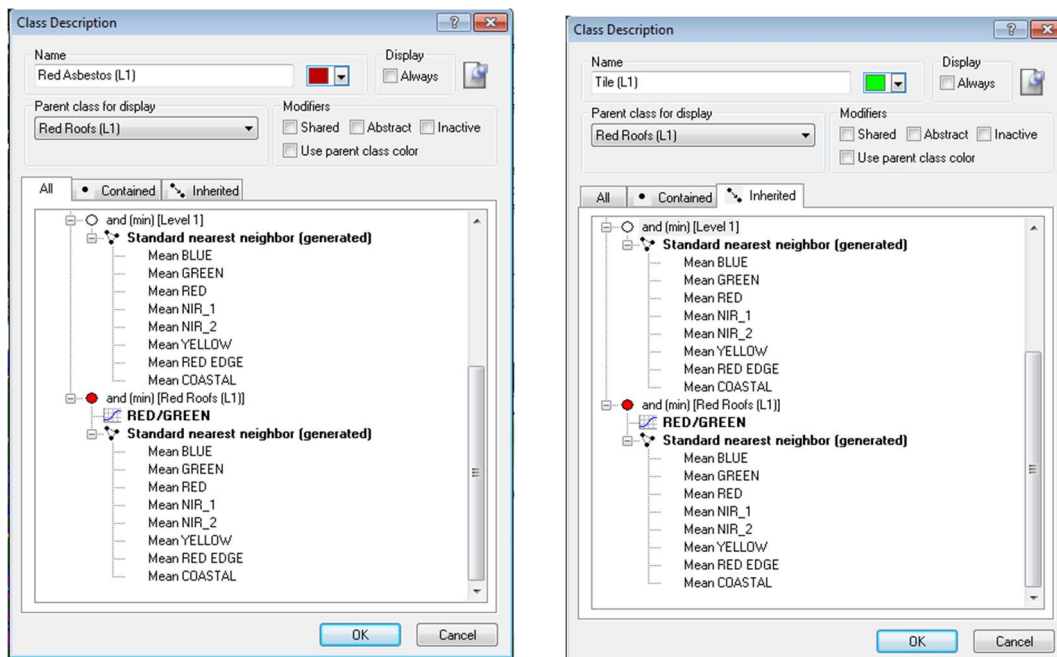 Class Description
Name
Red Asbestos (L1)
Display
Always
Parent class for display
Red Roofs (L1)
Modifiers
Shared Abstract Inactive
Use parent class color
All Contained Inherited
and (min) [Level 1]
Standard nearest neighbor (generated)
Mean BLUE
Mean GREEN
Mean RED
Mean NIR_1
Mean NIR_2
Mean YELLOW
Mean RED EDGE
Mean COASTAL
and (min) [Red Roofs (L1)]
RED/GREEN
Standard nearest neighbor (generated)
Mean BLUE
Mean GREEN
Mean RED
Mean NIR_1
Mean NIR_2
Mean YELLOW
Mean RED EDGE
Mean COASTAL
OK Cancel
Class Description
Name
Tile (L1)
Display
Always
Parent class for display
Red Roofs (L1)
Modifiers
Shared Abstract Inactive
Use parent class color
All Contained Inherited
and (min) [Level 1]
Standard nearest neighbor (generated)
Mean BLUE
Mean GREEN
Mean RED
Mean NIR_1
Mean NIR_2
Mean YELLOW
Mean RED EDGE
Mean COASTAL
and (min) [Red Roofs (L1)]
RED/GREEN
Standard nearest neighbor (generated)
Mean BLUE
Mean GREEN
Mean RED
Mean NIR_1
Mean NIR_2
Mean YELLOW
Mean RED EDGE
Mean COASTAL
OK Cancel